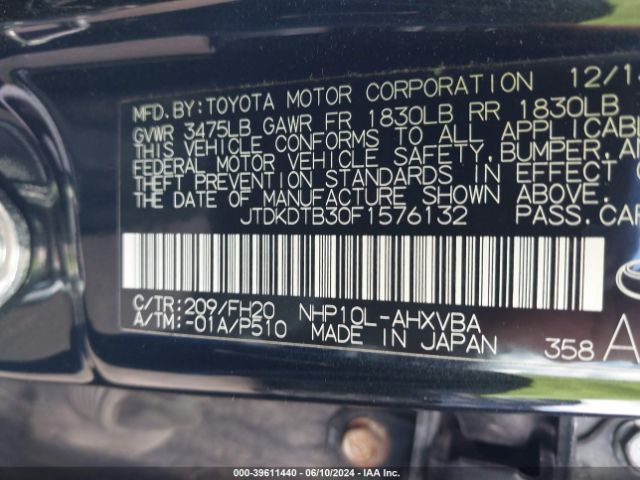 MFD.BY:TOYOTA MOTOR CORPORATION 12/1
GVWR 3475LB GAWR FR 1830LB RR 1830LB
THIS VEHICLE CONFORMS TO ALL APPLICAB
FEDERAL MOTOR VEHICLE SAFETY,BUMPER,AN
THEFT PREVENTION STANDARDS IN EFFECT O
THE DATE OF MANUFACTURE SHOWN ABOVE.
JTDKDTB30F1576132 PASS.CA
C/TR:209/FH20 NHP10L-AHXVBA
A/TM:-01A/P510 MADE IN JAPAN
358 A
000-39611440 - 06/10/2024 - IAA Inc.